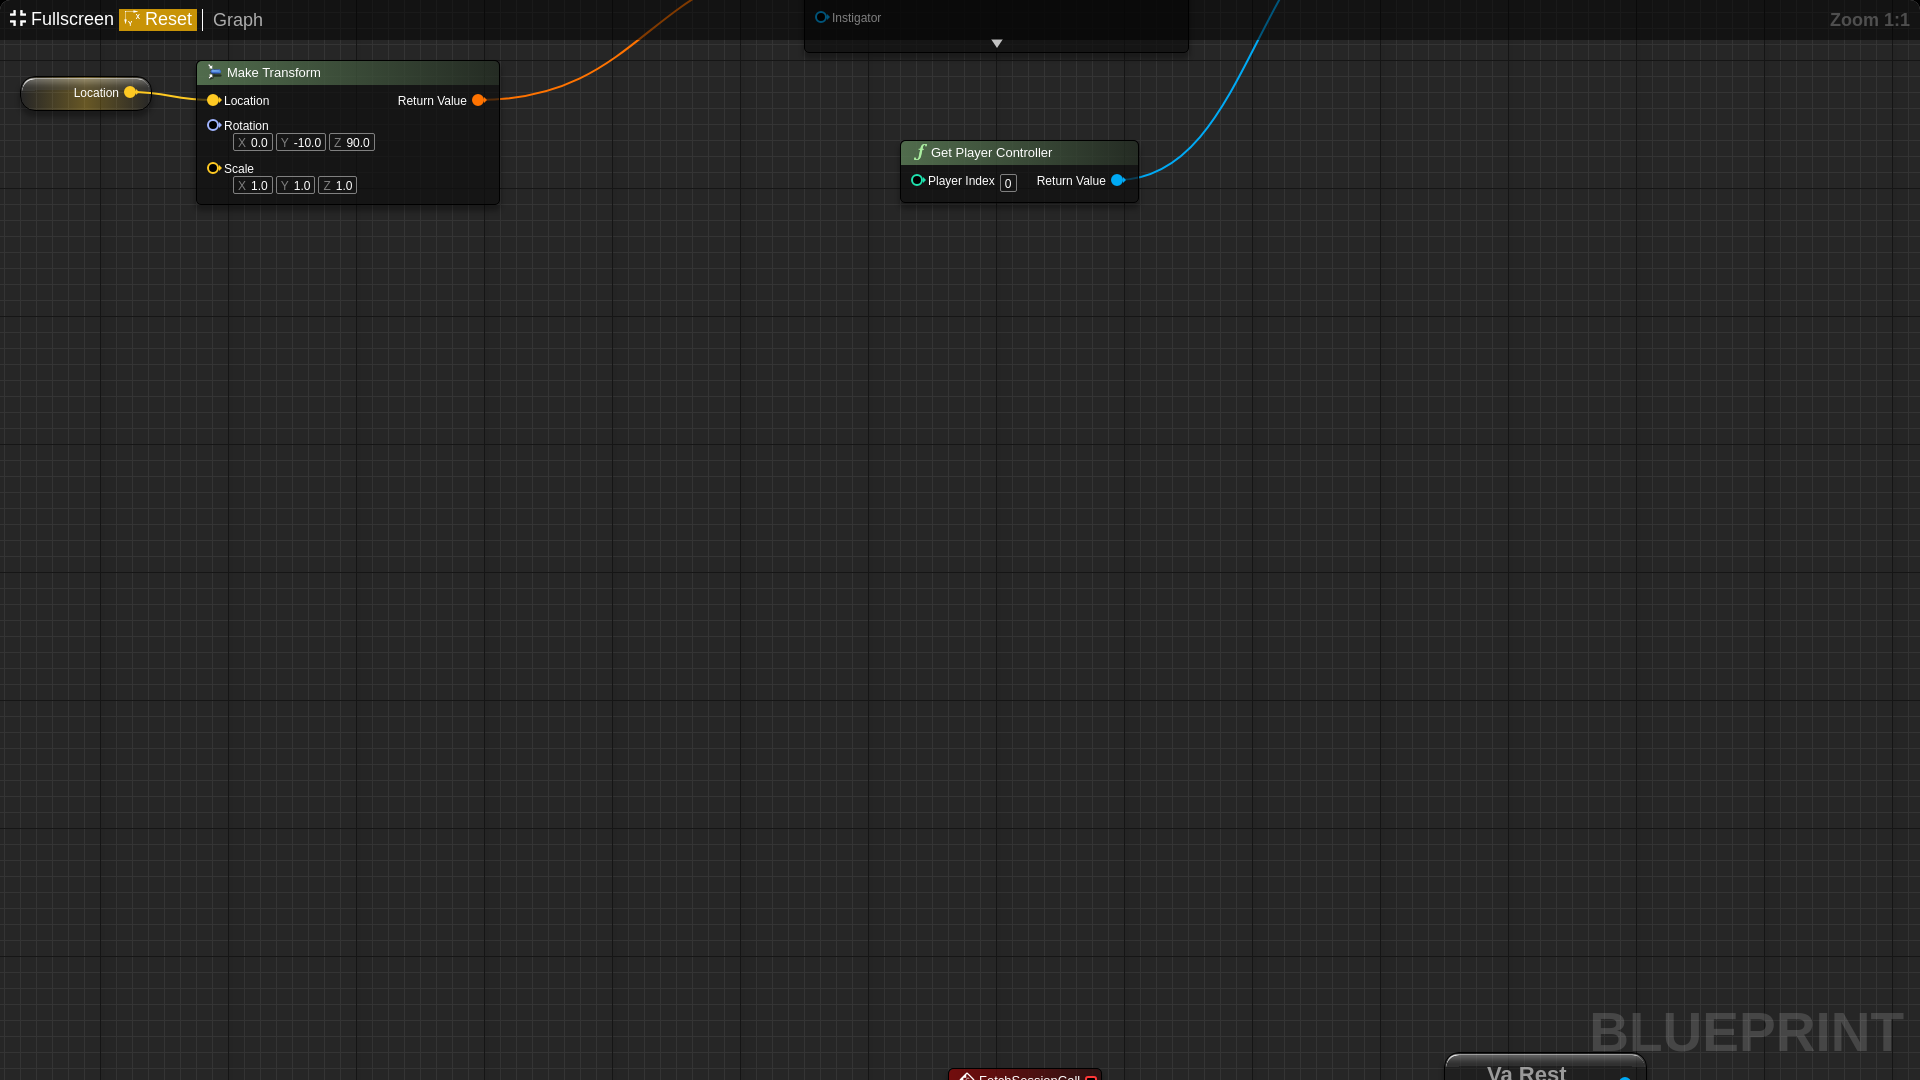 Fullscreen Reset Graph
Zoom 1:1
Instigator
Location
Make Transform
Location Return Value
Rotation
X 0.0 Y -10.0 Z 90.0
Scale
X 1.0 Y 1.0 Z 1.0
Get Player Controller
Player Index 0 Return Value
BLUEPRINT
FetchSessionCall
Va Rest